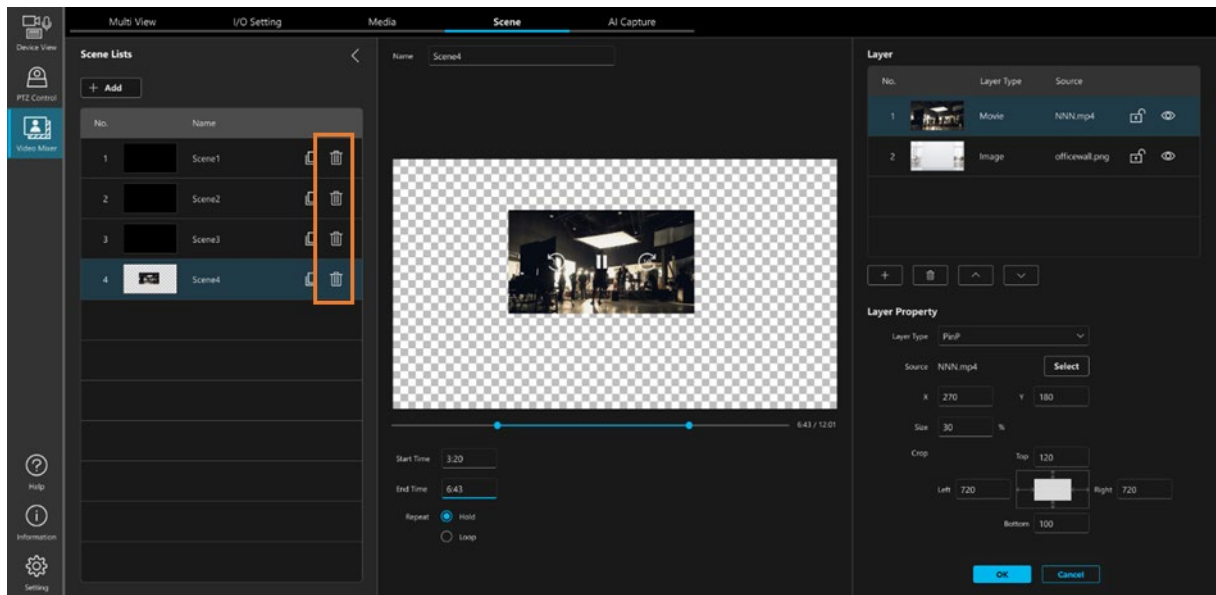 Multi View
I/O Setting
Media
Scene
AI Capture
Device View
PTZ Control
Video Mixer
Help
Information
Setting
Scene Lists
+ Add
No. Name
1 Scene1
2 Scene2
3 Scene3
4 Scene4
Name Scene4
6:43 / 12:01
Start Time 3:20
End Time 6:43
Repeat Hold
Loop
Layer
No. Layer Type Source
1 Movie NNN.mp4
2 Image officewall.png
Layer Property
Layer Type PinP
Source NNN.mp4 Select
X 270 Y 180
Size 30 %
Crop Top 120
Left 720 Right 720
Bottom 100
OK Cancel